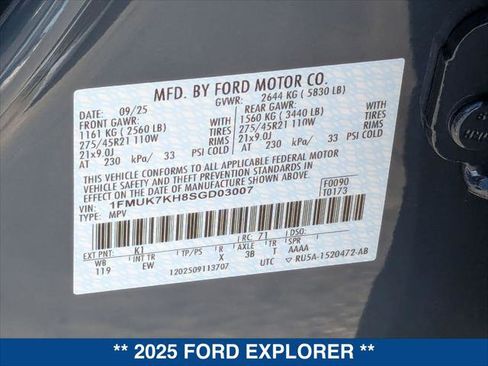 MFD. BY FORD MOTOR CO.
DATE: 09/25 GVWR: 2644 KG ( 5830 LB)
FRONT GAWR: REAR GAWR:
1161 KG ( 2560 LB) WITH 1560 KG ( 3440 LB) WITH
275/45R21 110W TIRES 275/45R21 110W TIRES
21x9.0J RIMS 21x9.0J RIMS
AT 230 kPa/ 33 PSI COLD AT 230 kPa/ 33 PSI COLD
THIS VEHICLE CONFORMS TO ALL APPLICABLE FEDERAL MOTOR
VEHICLE SAFETY AND THEFT PREVENTION STANDARDS IN EFFECT ON
THE DATE OF MANUFACTURE SHOWN ABOVE.
VIN: 1FMUK7KH8SGD03007 F0090
TYPE: MPV T0173
EXT PNT: K1 RC: 71 DSO:
WB INT TR TP/PS R AXLE TR SPR
119 EW X 3B T AAAA
1202509113707 UTC RU5A-1520472-AB
** 2025 FORD EXPLORER **